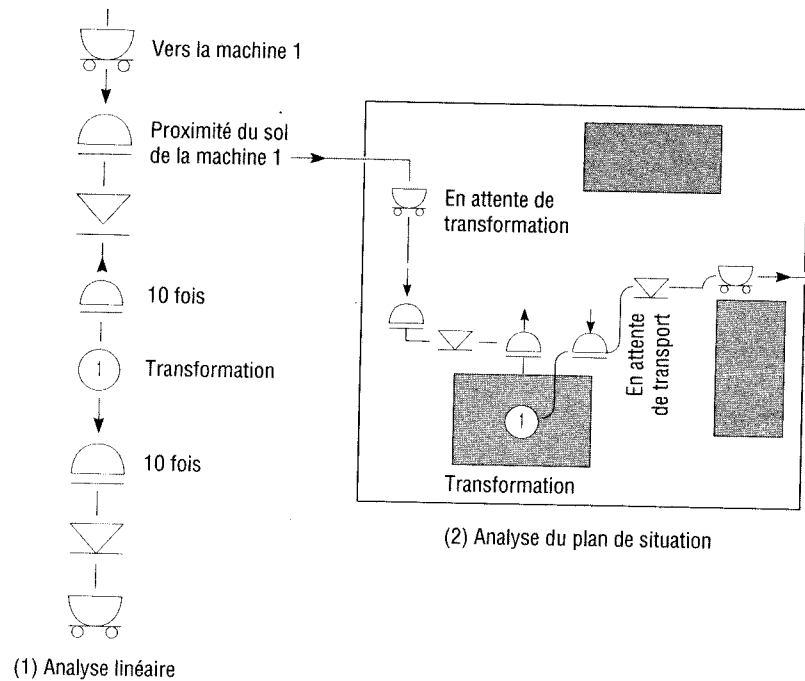 Vers la machine 1
Proximité du sol
de la machine 1
10 fois
1
Transformation
10 fois
(1) Analyse linéaire
En attente de
transformation
En attente
de transport
1
Transformation
(2) Analyse du plan de situation